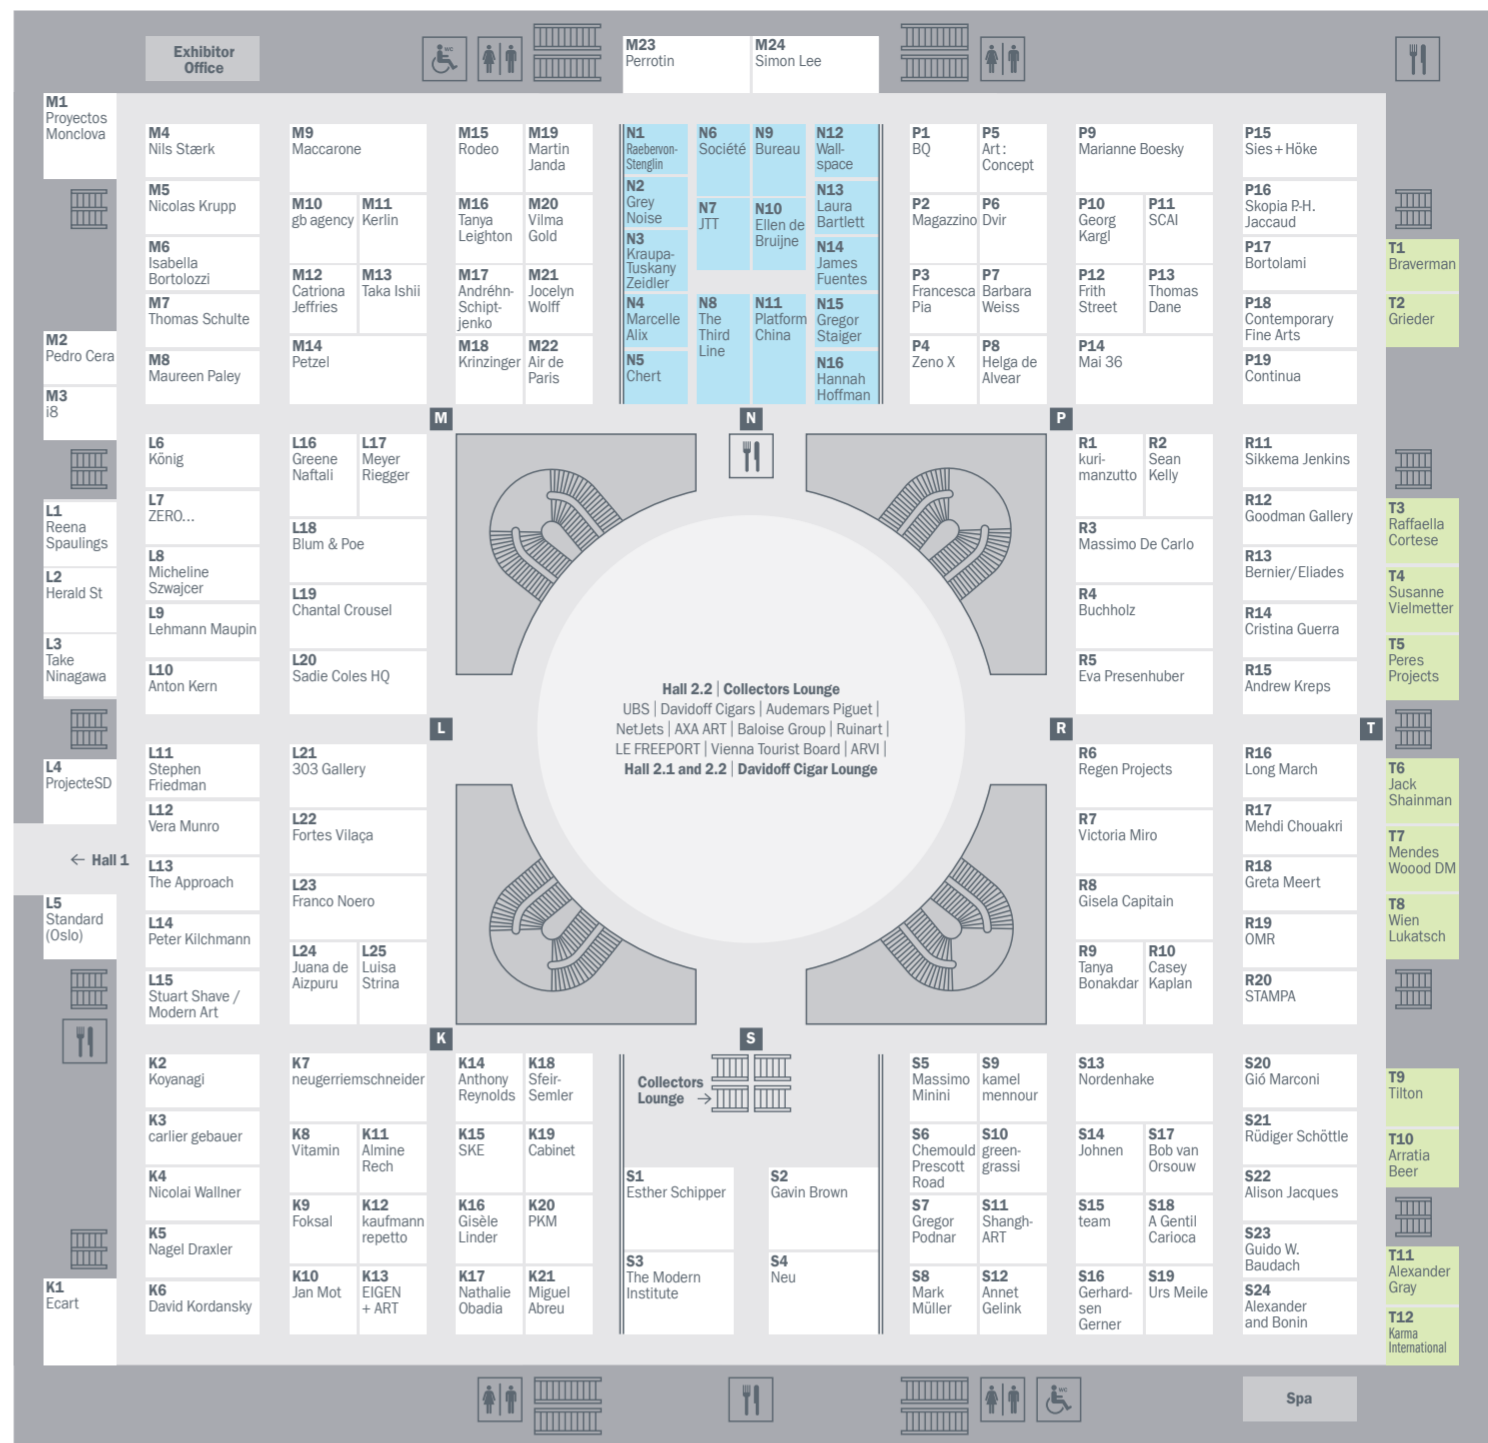 Exhibitor
Office
M23
Perrotin
M24
Simon Lee
M1
Proyectos
Monclova
M2
Pedro Cera
M3
i8
M4
Nils Stærk
M5
Nicolas Krupp
M6
Isabella
Bortolozzi
M7
Thomas Schulte
M8
Maureen Paley
M9
Maccarone
M10
gb agency
M11
Kerlin
M12
Catriona
Jeffries
M13
Taka Ishii
M14
Petzel
M15
Rodeo
M16
Tanya
Leighton
M17
Andréhn-
Schipt-
jenko
M18
Krinzinger
M19
Martin
Janda
M20
Vilma
Gold
M21
Jocelyn
Wolff
M22
Air de
Paris
N1
Raebervon-
Stenglin
N2
Grey
Noise
N3
Kraupa-
Tuskany
Zeidler
N4
Marcelle
Alix
N5
Chert
N6
Société
N7
JTT
N8
The
Third
Line
N9
Bureau
N10
Ellen de
Bruijne
N11
Platform
China
N12
Wall-
space
N13
Laura
Bartlett
N14
James
Fuentes
N15
Gregor
Staiger
N16
Hannah
Hoffman
P1
BQ
P2
Magazzino
P3
Francesca
Pia
P4
Zeno X
P5
Art :
Concept
P6
Dvir
P7
Barbara
Weiss
P8
Helga de
Alvear
P9
Marianne Boesky
P10
Georg
Kargl
P11
SCAI
P12
Frith
Street
P13
Thomas
Dane
P14
Mai 36
P15
Sies + Höke
P16
Skopia P.-H.
Jaccaud
P17
Bortolami
P18
Contemporary
Fine Arts
P19
Continua
T1
Braverman
T2
Grieder
M
N
P
L1
Reena
Spaulings
L2
Herald St
L3
Take
Ninagawa
L4
ProjecteSD
← Hall 1
L5
Standard
(Oslo)
L6
König
L7
ZERO...
L8
Micheline
Szwajcer
L9
Lehmann Maupin
L10
Anton Kern
L11
Stephen
Friedman
L12
Vera Munro
L13
The Approach
L14
Peter Kilchmann
L15
Stuart Shave /
Modern Art
L16
Greene
Naftali
L17
Meyer
Riegger
L18
Blum & Poe
L19
Chantal Crousel
L20
Sadie Coles HQ
L21
303 Gallery
L22
Fortes Vilaça
L23
Franco Noero
L24
Juana de
Aizpuru
L25
Luisa
Strina
L
Hall 2.2 | Collectors Lounge
UBS | Davidoff Cigars | Audemars Piguet |
NetJets | AXA ART | Baloise Group | Ruinart |
LE FREEPORT | Vienna Tourist Board | ARVI |
Hall 2.1 and 2.2 | Davidoff Cigar Lounge
R
T
R1
kuri-
manzutto
R2
Sean
Kelly
R3
Massimo De Carlo
R4
Buchholz
R5
Eva Presenhuber
R6
Regen Projects
R7
Victoria Miro
R8
Gisela Capitain
R9
Tanya
Bonakdar
R10
Casey
Kaplan
R11
Sikkema Jenkins
R12
Goodman Gallery
R13
Bernier/Eliades
R14
Cristina Guerra
R15
Andrew Kreps
R16
Long March
R17
Mehdi Chouakri
R18
Greta Meert
R19
OMR
R20
STAMPA
T3
Raffaella
Cortese
T4
Susanne
Vielmetter
T5
Peres
Projects
T6
Jack
Shainman
T7
Mendes
Woood DM
T8
Wien
Lukatsch
K
S
K1
Ecart
K2
Koyanagi
K3
carlier gebauer
K4
Nicolai Wallner
K5
Nagel Draxler
K6
David Kordansky
K7
neugerriemschneider
K8
Vitamin
K9
Foksal
K10
Jan Mot
K11
Almine
Rech
K12
kaufmann
repetto
K13
EIGEN
+ ART
K14
Anthony
Reynolds
K15
SKE
K16
Gisèle
Linder
K17
Nathalie
Obadia
K18
Sfeir-
Semler
K19
Cabinet
K20
PKM
K21
Miguel
Abreu
Collectors
Lounge →
S1
Esther Schipper
S2
Gavin Brown
S3
The Modern
Institute
S4
Neu
S5
Massimo
Minini
S6
Chemould
Prescott
Road
S7
Gregor
Podnar
S8
Mark
Müller
S9
kamel
mennour
S10
green-
grassi
S11
Shangh-
ART
S12
Annet
Gelink
S13
Nordenhake
S14
Johnen
S15
team
S16
Gerhard-
sen
Gerner
S17
Bob van
Orsouw
S18
A Gentil
Carioca
S19
Urs Meile
S20
Gió Marconi
S21
Rüdiger Schöttle
S22
Alison Jacques
S23
Guido W.
Baudach
S24
Alexander
and Bonin
T9
Tilton
T10
Arratia
Beer
T11
Alexander
Gray
T12
Karma
International
Spa
WC
WC